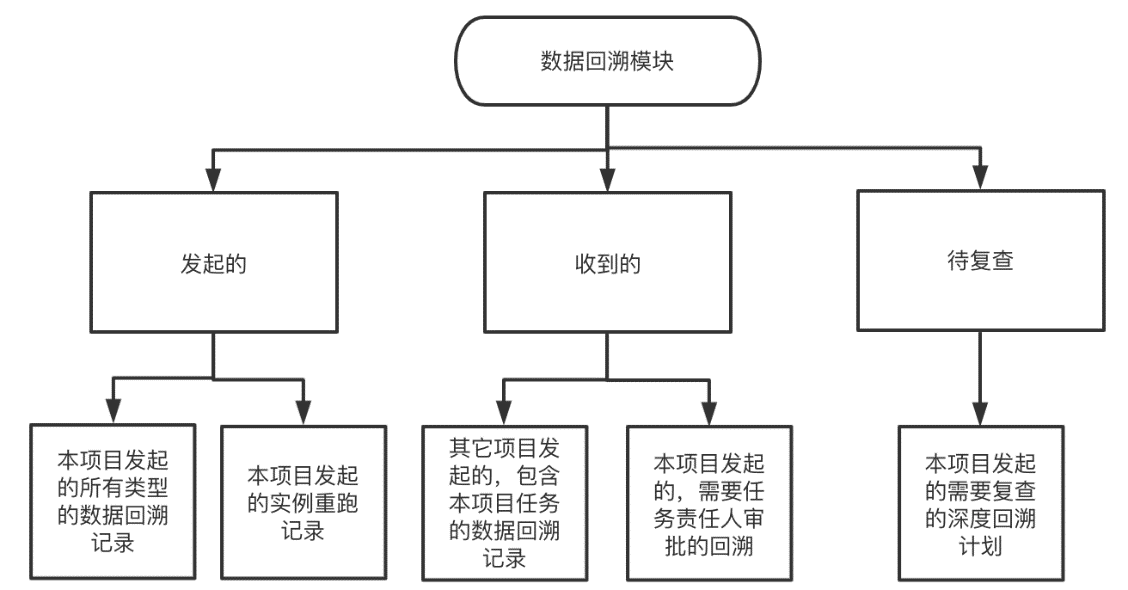 数据回溯模块
发起的
收到的
待复查
本项目发起
的所有类型
的数据回溯
记录
本项目发起
的实例重跑
记录
其它项目发
起的，包含
本项目任务
的数据回溯
记录
本项目发起
的，需要任
务责任人审
批的回溯
本项目发起
的需要复查
的深度回溯
计划